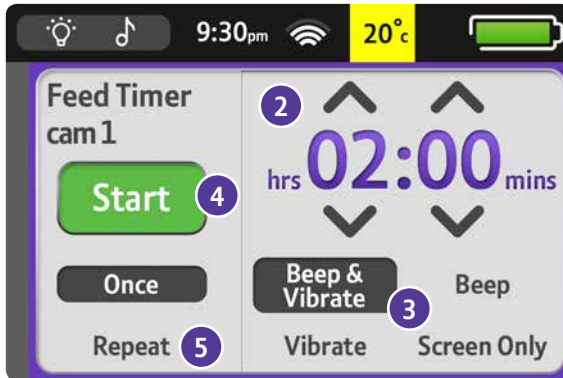 9:30pm 20°c
Feed Timer
cam 1
2
hrs 02:00 mins
Start 4
Once
Beep &
Vibrate
3
Beep
Repeat 5
Vibrate
Screen Only